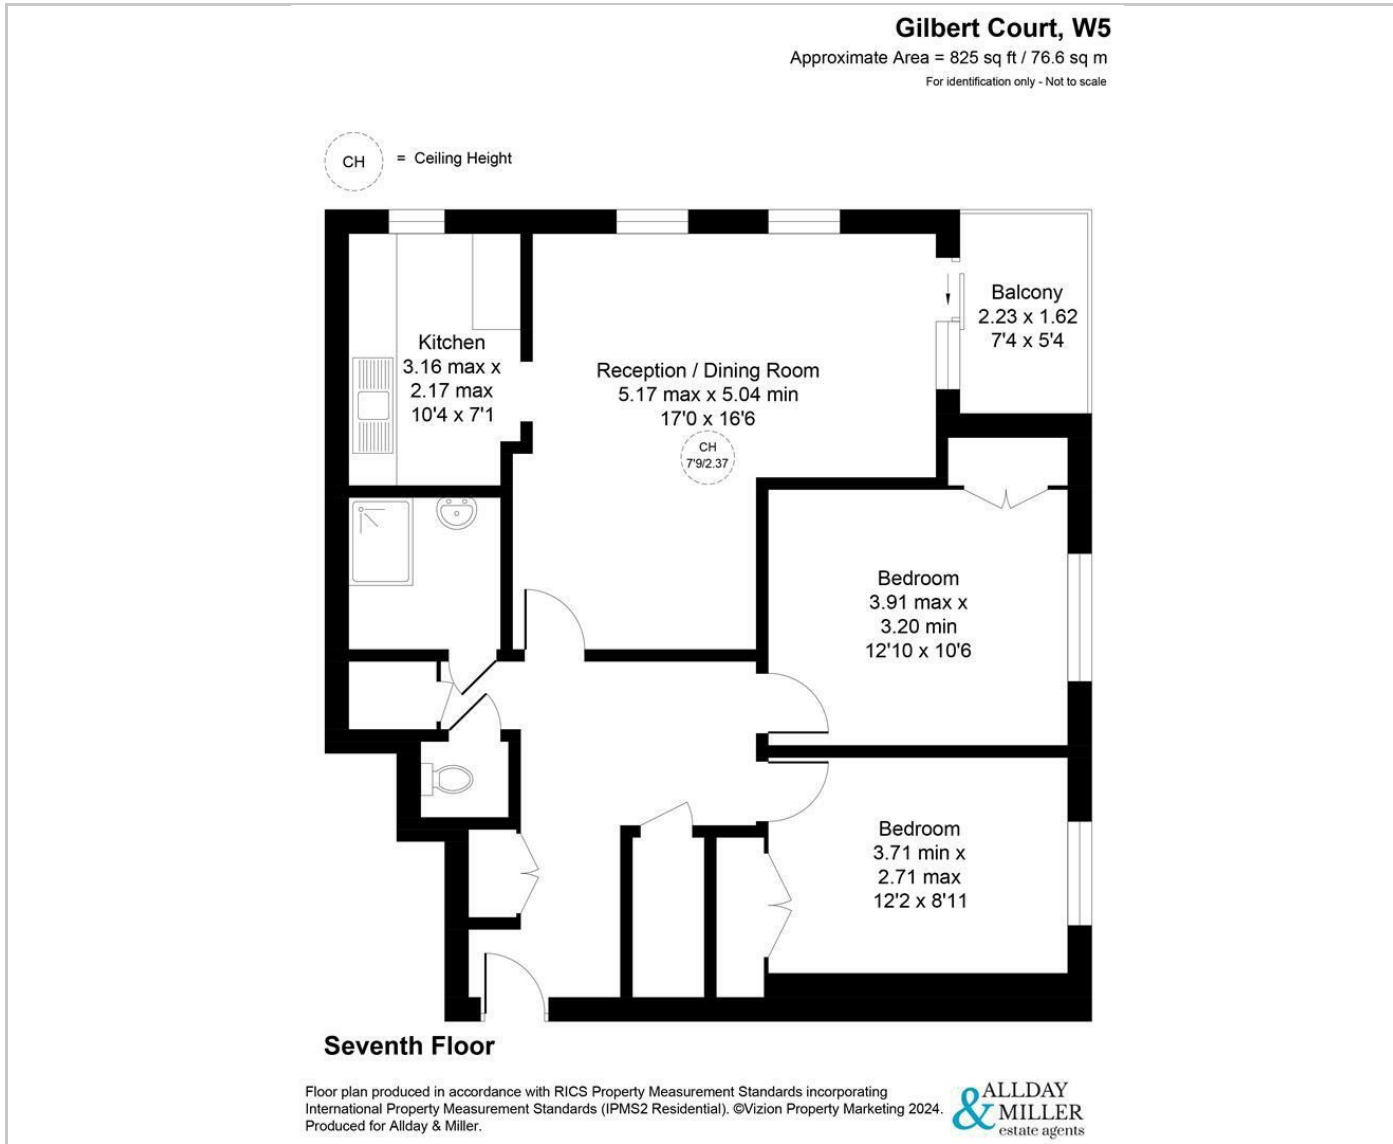 Gilbert Court, W5
Approximate Area = 825 sq ft / 76.6 sq m
For identification only - Not to scale
CH
= Ceiling Height
Balcony
2.23 x 1.62
7'4 x 5'4
Kitchen
3.16 max x
2.17 max
10'4 x 7'1
Reception / Dining Room
5.17 max x 5.04 min
17'0 x 16'6
CH
7'9/2.37
Bedroom
3.91 max x
3.20 min
12'10 x 10'6
Bedroom
3.71 min x
2.71 max
12'2 x 8'11
Seventh Floor
Floor plan produced in accordance with RICS Property Measurement Standards incorporating
International Property Measurement Standards (IPMS2 Residential). ©Vizion Property Marketing 2024.
Produced for Allday & Miller.
ALLDAY
& MILLER
estate agents